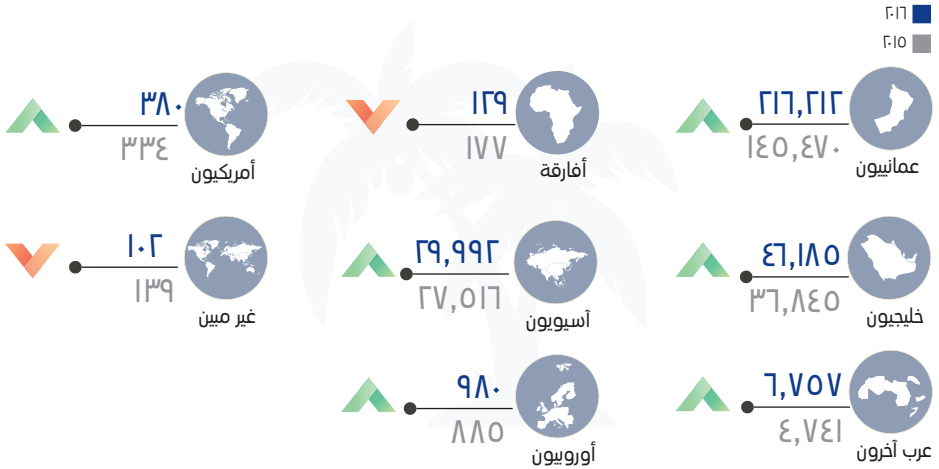 ٢٠١٦
٢٠١٥
٢١٦,٢١٢
١٤٥,٤٧٠
عمانييون
١٢٩
١٧٧
أفارقة
٣٨٠
٣٣٤
أمريكيون
٤٦,١٨٥
٣٦,٨٤٥
خليجيون
٢٩,٩٩٢
٢٧,٥١٦
آسيويون
١٠٢
١٣٩
غير مبين
٦,٧٥٧
٤,٧٤١
عرب آخرون
٩٨٠
٨٨٥
أوروبيون